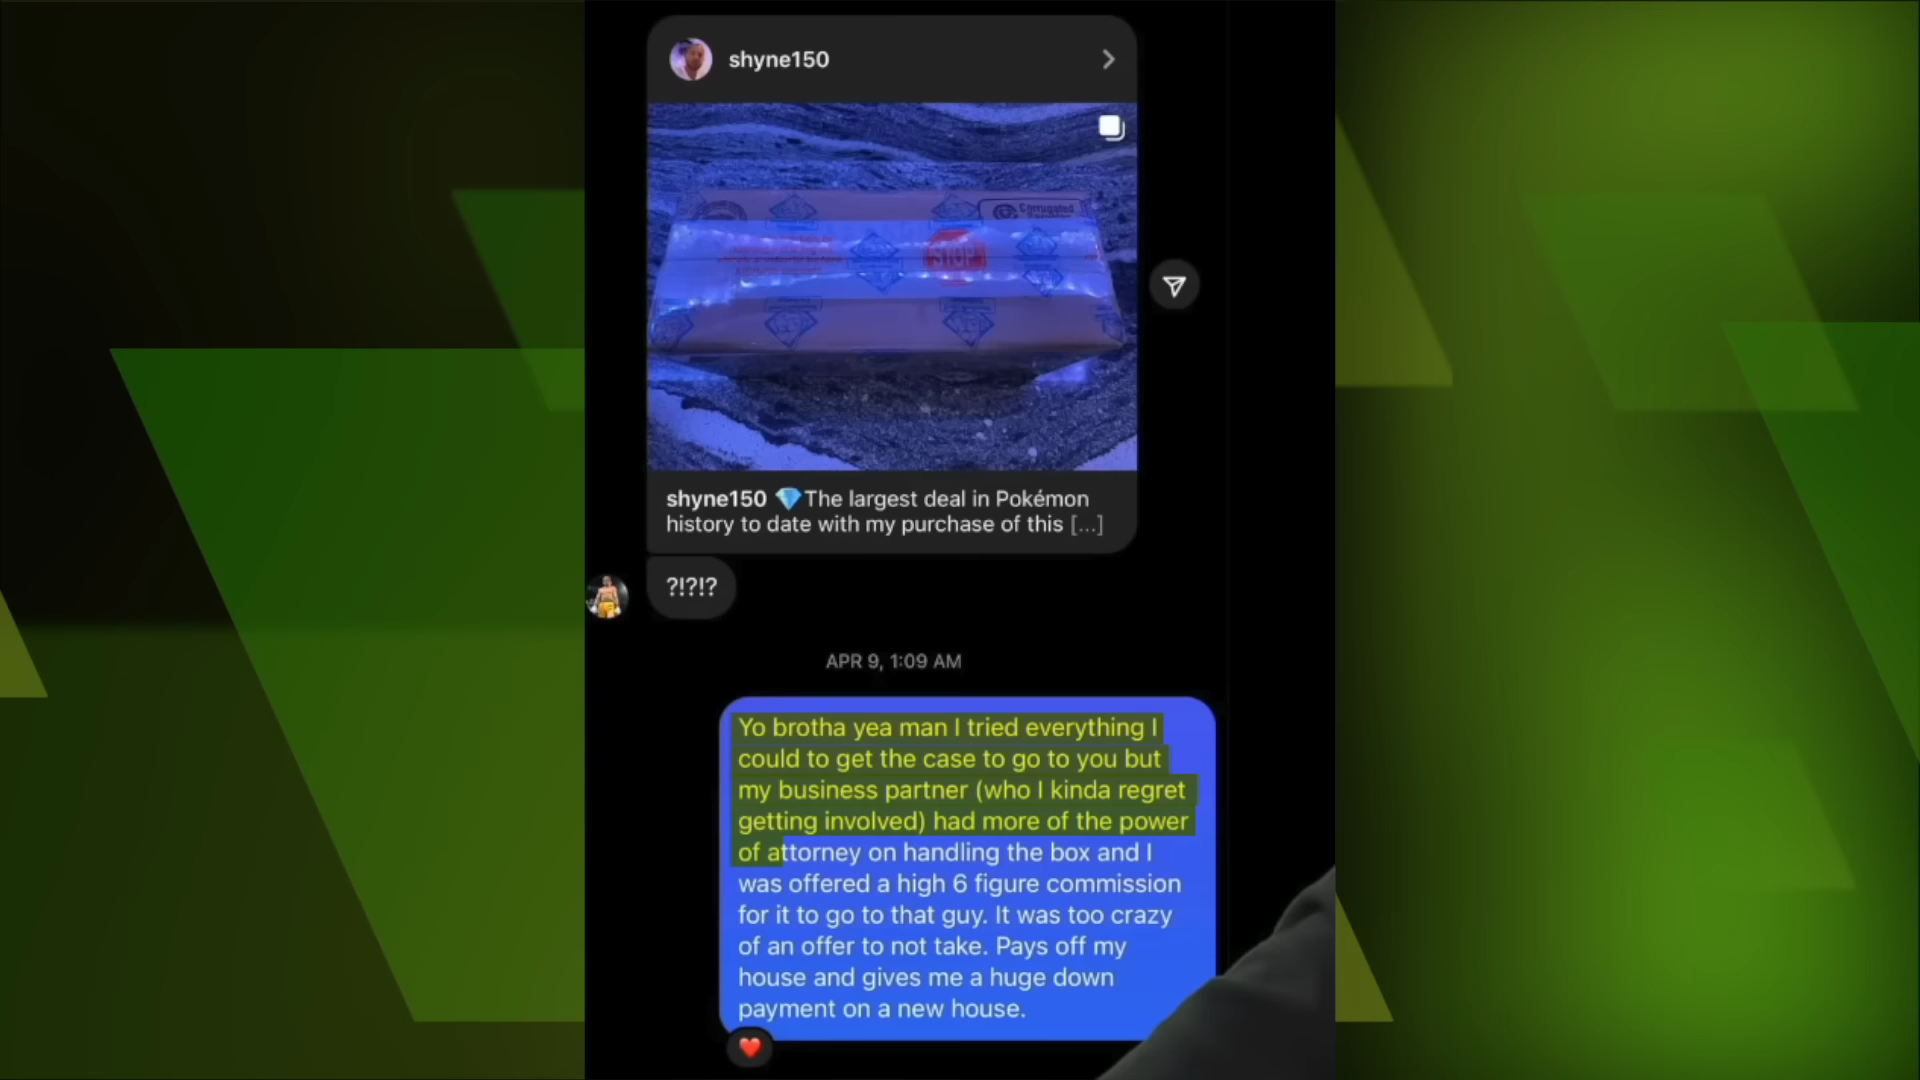 shyne150
Corrugated
STOP
shyne150 💎The largest deal in Pokémon
history to date with my purchase of this [...]
?!?!?
APR 9, 1:09 AM
Yo brotha yea man I tried everything I
could to get the case to go to you but
my business partner (who I kinda regret
getting involved) had more of the power
of attorney on handling the box and I
was offered a high 6 figure commission
for it to go to that guy. It was too crazy
of an offer to not take. Pays off my
house and gives me a huge down
payment on a new house.